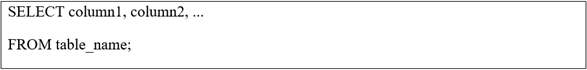 SELECT column1, column2, ...
FROM table_name;